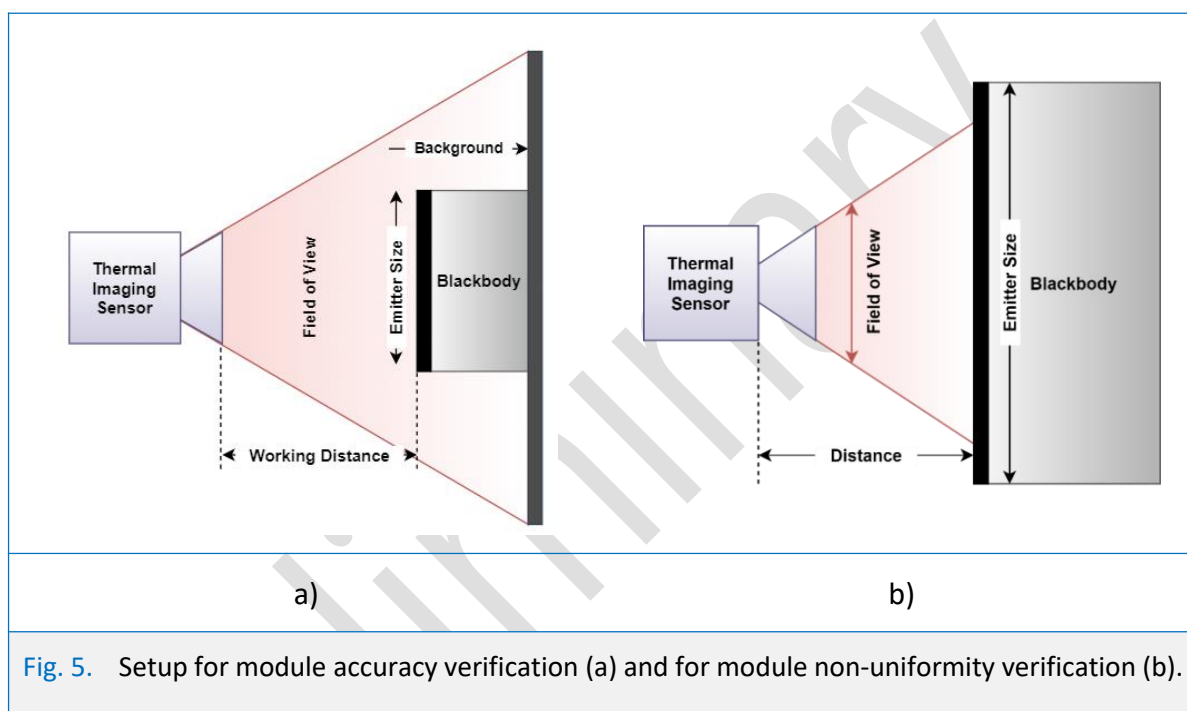 Background
Thermal
Imaging
Sensor
Field of View
Emitter Size
Blackbody
Working Distance
Thermal
Imaging
Sensor
Field of View
Emitter Size
Blackbody
Distance
a)
b)
Fig. 5. Setup for module accuracy verification (a) and for module non-uniformity verification (b).